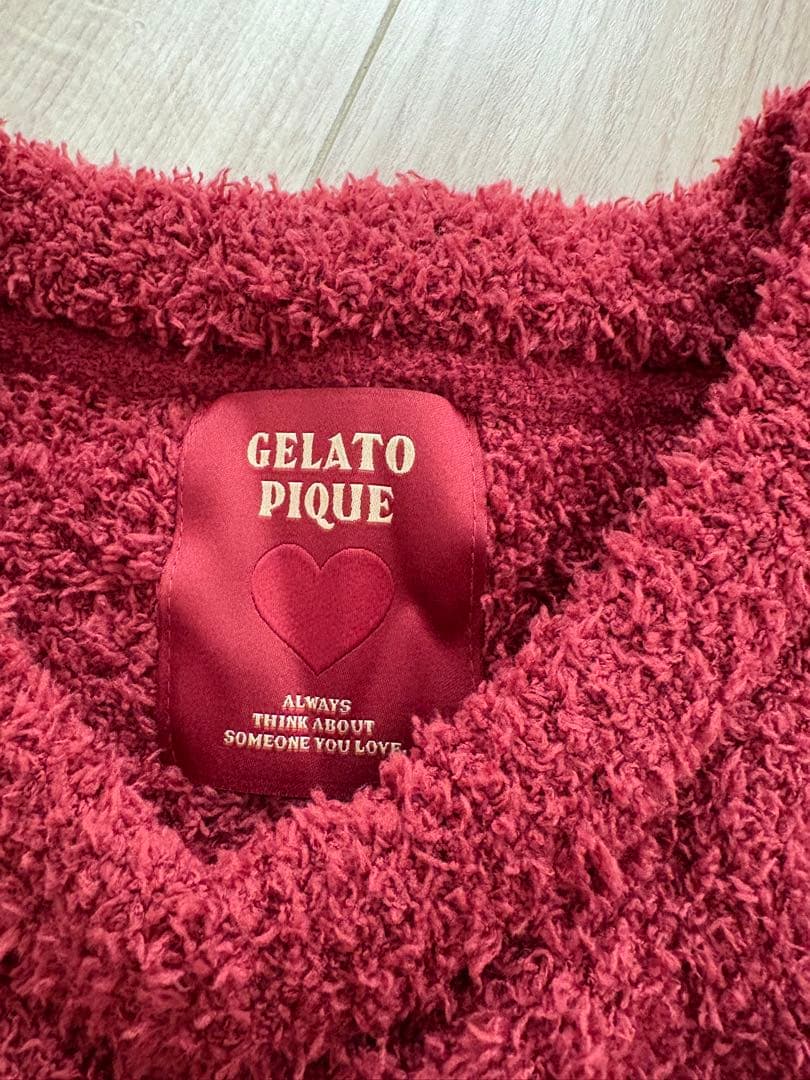 GELATO
PIQUE
ALWAYS
THINK ABOUT
SOMEONE YOU LOVE.